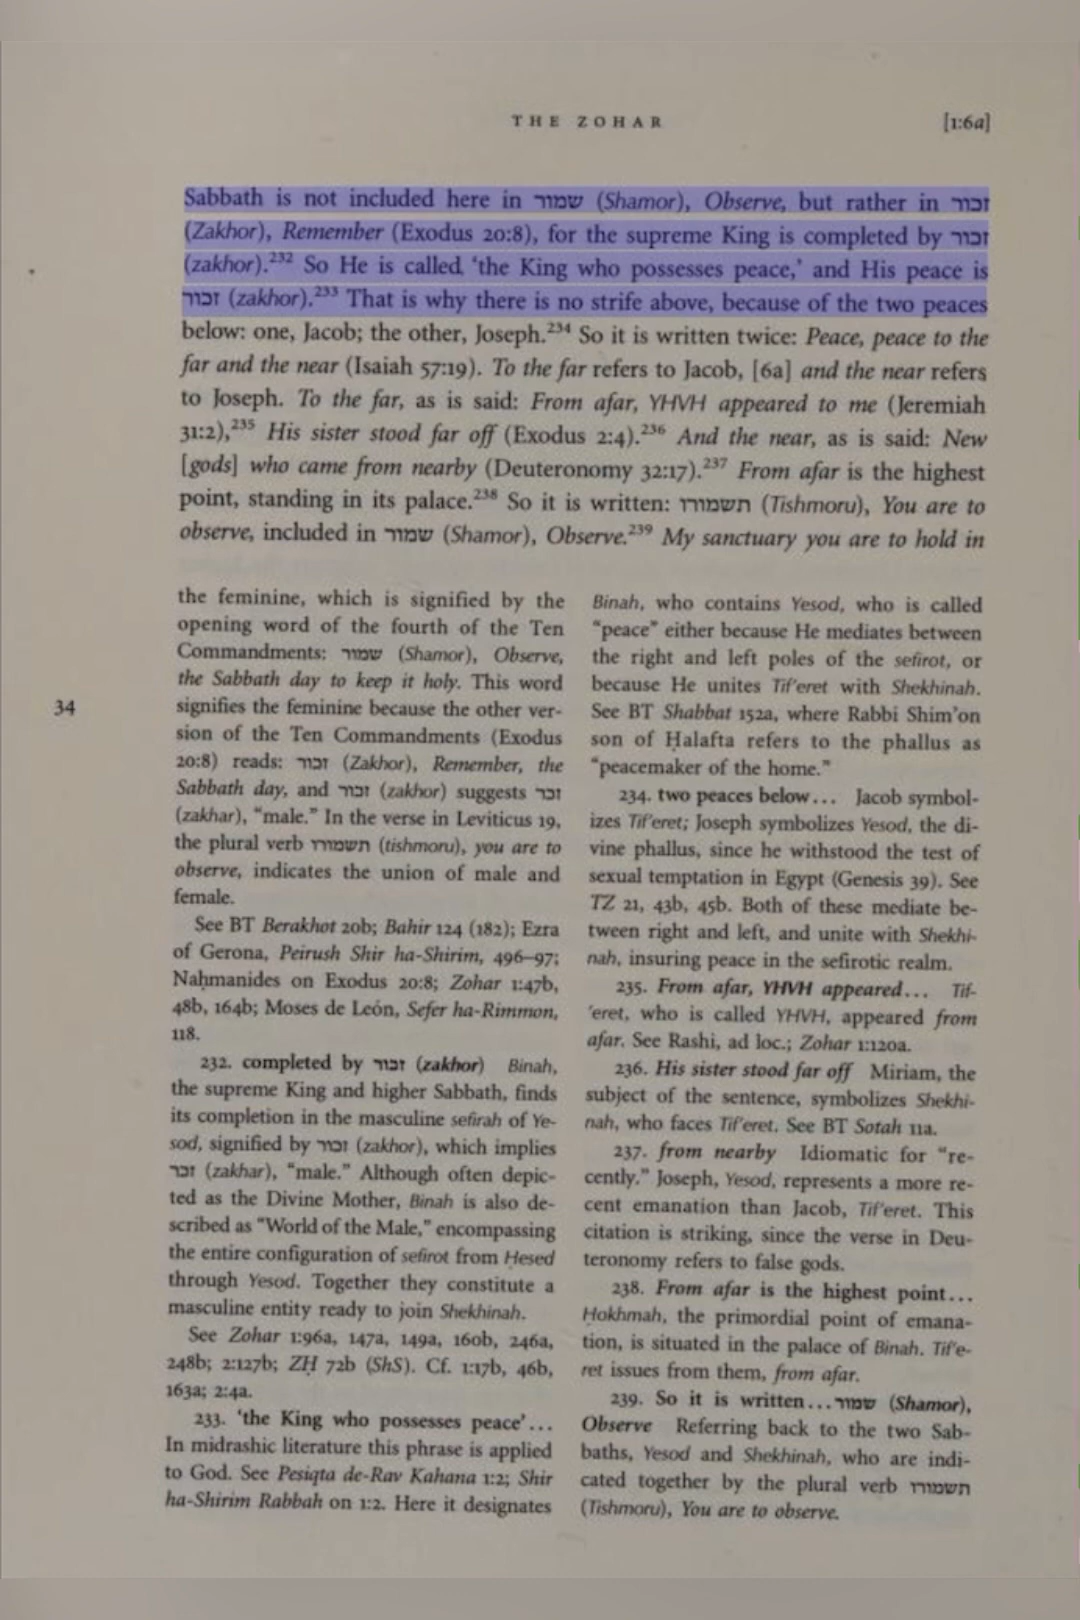 THE ZOHAR
[1:6a]
Sabbath is not included here in שמור (Shamor), Observe, but rather in זכור
(Zakhor), Remember (Exodus 20:8), for the supreme King is completed by זכור
(zakhor).232 So He is called ‘the King who possesses peace,’ and His peace is
זכור (zakhor).233 That is why there is no strife above, because of the two peaces
below: one, Jacob; the other, Joseph.234 So it is written twice: Peace, peace to the
far and the near (Isaiah 57:19). To the far refers to Jacob, [6a] and the near refers
to Joseph. To the far, as is said: From afar, YHVH appeared to me (Jeremiah
31:2),235 His sister stood far off (Exodus 2:4).236 And the near, as is said: New
[gods] who came from nearby (Deuteronomy 32:17).237 From afar is the highest
point, standing in its palace.238 So it is written: תשמורו (Tishmoru), You are to
observe, included in שמור (Shamor), Observe.239 My sanctuary you are to hold in
the feminine, which is signified by the
opening word of the fourth of the Ten
Commandments: שמור (Shamor), Observe,
the Sabbath day to keep it holy. This word
signifies the feminine because the other ver-
sion of the Ten Commandments (Exodus
20:8) reads: זכור (Zakhor), Remember, the
Sabbath day, and זכור (zakhor) suggests זכר
(zakhar), “male.” In the verse in Leviticus 19,
the plural verb תשמורו (tishmoru), you are to
observe, indicates the union of male and
female.
See BT Berakhot 20b; Bahir 124 (182); Ezra
of Gerona, Peirush Shir ha-Shirim, 496–97;
Naḥmanides on Exodus 20:8; Zohar 1:47b,
48b, 164b; Moses de León, Sefer ha-Rimmon,
118.
232. completed by זכור (zakhor) Binah,
the supreme King and higher Sabbath, finds
its completion in the masculine sefirah of Ye-
sod, signified by זכור (zakhor), which implies
זכר (zakhar), “male.” Although often depic-
ted as the Divine Mother, Binah is also de-
scribed as “World of the Male,” encompassing
the entire configuration of sefirot from Ḥesed
through Yesod. Together they constitute a
masculine entity ready to join Shekhinah.
See Zohar 1:96a, 147a, 149a, 160b, 246a,
248b; 2:127b; ZḤ 72b (ShS). Cf. 1:17b, 46b,
163a; 2:4a.
233. ‘the King who possesses peace’...
In midrashic literature this phrase is applied
to God. See Pesiqta de-Rav Kahana 1:2; Shir
ha-Shirim Rabbah on 1:2. Here it designates
Binah, who contains Yesod, who is called
“peace” either because He mediates between
the right and left poles of the sefirot, or
because He unites Tif'eret with Shekhinah.
See BT Shabbat 152a, where Rabbi Shim'on
son of Ḥalafta refers to the phallus as
“peacemaker of the home.”
234. two peaces below... Jacob symbol-
izes Tif'eret; Joseph symbolizes Yesod, the di-
vine phallus, since he withstood the test of
sexual temptation in Egypt (Genesis 39). See
TZ 21, 43b, 45b. Both of these mediate be-
tween right and left, and unite with Shekhi-
nah, insuring peace in the sefirotic realm.
235. From afar, YHVH appeared... Tif-
'eret, who is called YHVH, appeared from
afar. See Rashi, ad loc.; Zohar 1:120a.
236. His sister stood far off Miriam, the
subject of the sentence, symbolizes Shekhi-
nah, who faces Tif'eret. See BT Sotah 11a.
237. from nearby Idiomatic for “re-
cently.” Joseph, Yesod, represents a more re-
cent emanation than Jacob, Tif'eret. This
citation is striking, since the verse in Deu-
teronomy refers to false gods.
238. From afar is the highest point...
Ḥokhmah, the primordial point of emana-
tion, is situated in the palace of Binah. Tif'e-
ret issues from them, from afar.
239. So it is written...שמור (Shamor),
Observe Referring back to the two Sab-
baths, Yesod and Shekhinah, who are indi-
cated together by the plural verb תשמורו
(Tishmoru), You are to observe.
34